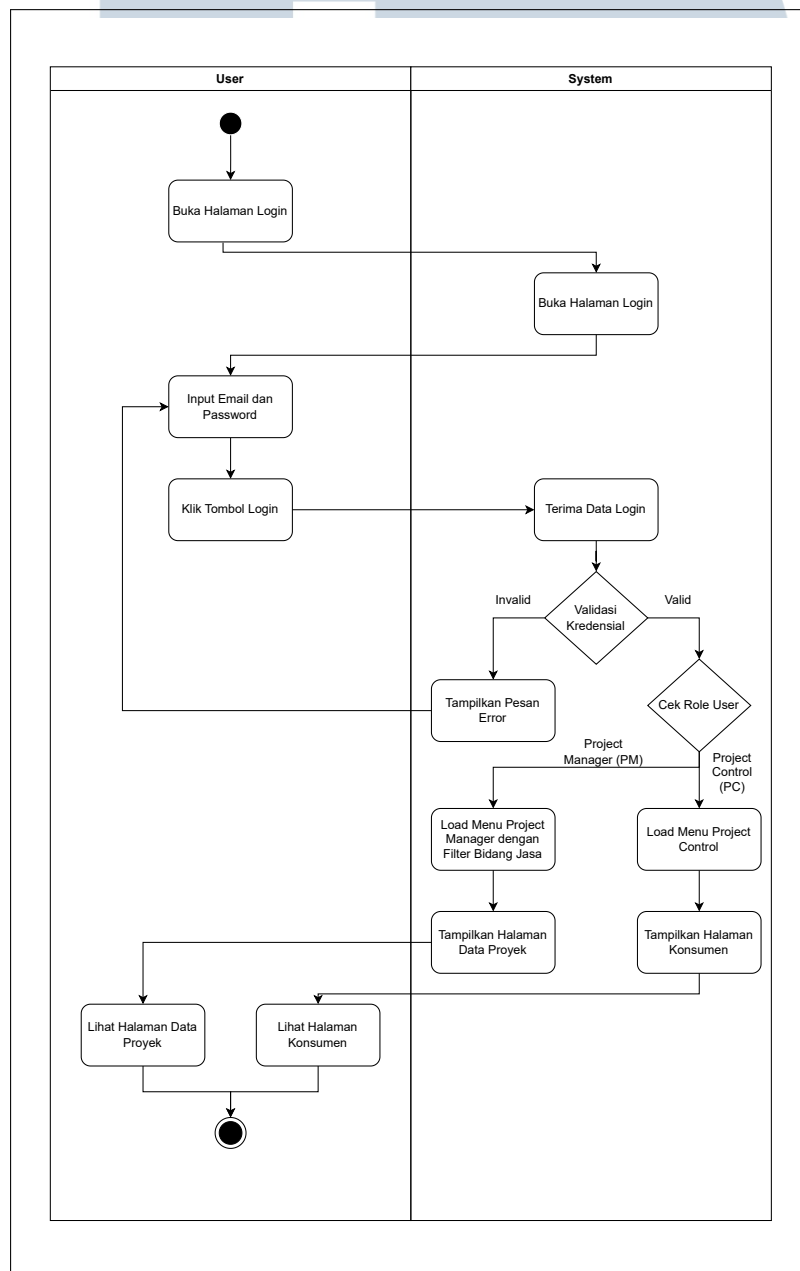 User
System
Buka Halaman Login
Buka Halaman Login
Input Email dan
Password
Klik Tombol Login
Terima Data Login
Invalid
Validasi
Kredensial
Valid
Tampilkan Pesan
Error
Cek Role User
Project
Manager (PM)
Project
Control
(PC)
Load Menu Project
Manager dengan
Filter Bidang Jasa
Load Menu Project
Control
Tampilkan Halaman
Data Proyek
Tampilkan Halaman
Konsumen
Lihat Halaman Data
Proyek
Lihat Halaman
Konsumen